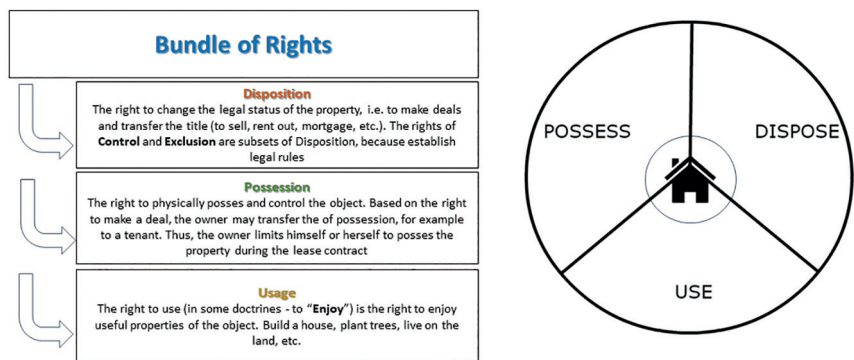 Bundle of Rights
Disposition
The right to change the legal status of the property, i.e. to make deals
and transfer the title (to sell, rent out, mortgage, etc.). The rights of
Control and Exclusion are subsets of Disposition, because establish
legal rules
Possession
The right to physically posses and control the object. Based on the right
to make a deal, the owner may transfer the of possession, for example
to a tenant. Thus, the owner limits himself or herself to posses the
property during the lease contract
Usage
The right to use (in some doctrines - to “Enjoy”) is the right to enjoy
useful properties of the object. Build a house, plant trees, live on the
land, etc.
POSSESS
DISPOSE
USE